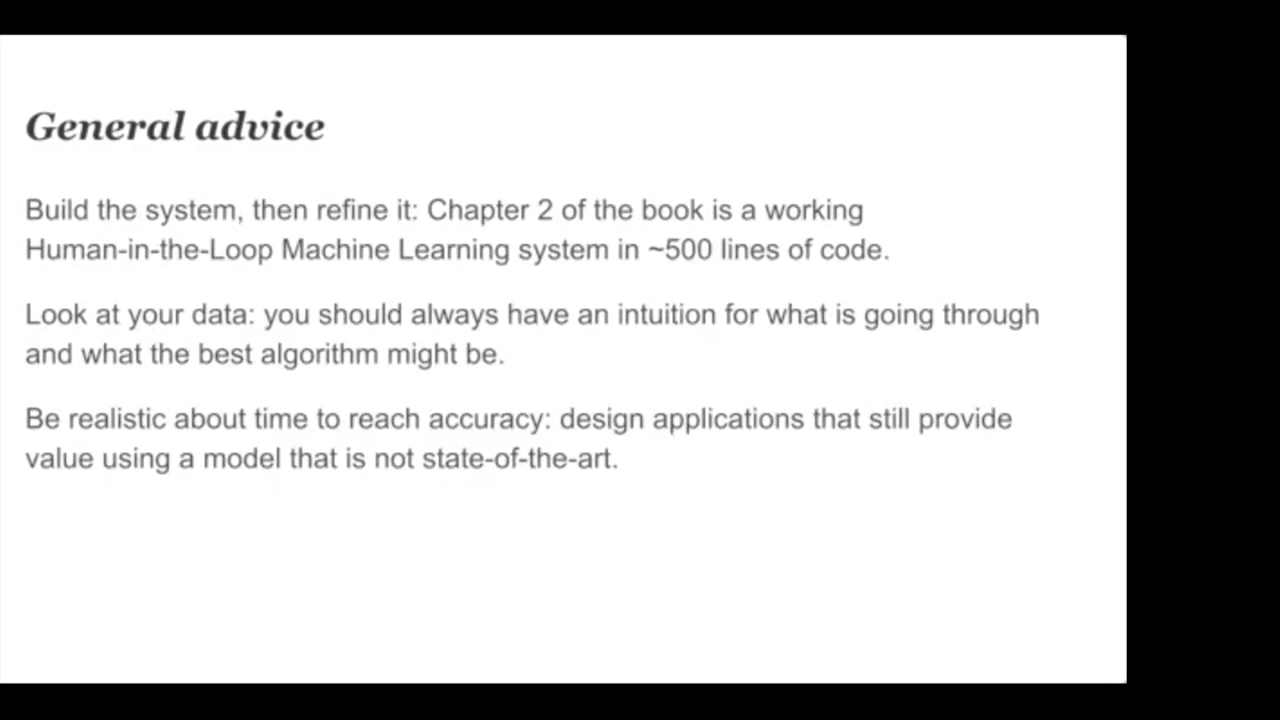 General advice
Build the system, then refine it: Chapter 2 of the book is a working
Human-in-the-Loop Machine Learning system in ~500 lines of code.
Look at your data: you should always have an intuition for what is going through
and what the best algorithm might be.
Be realistic about time to reach accuracy: design applications that still provide
value using a model that is not state-of-the-art.